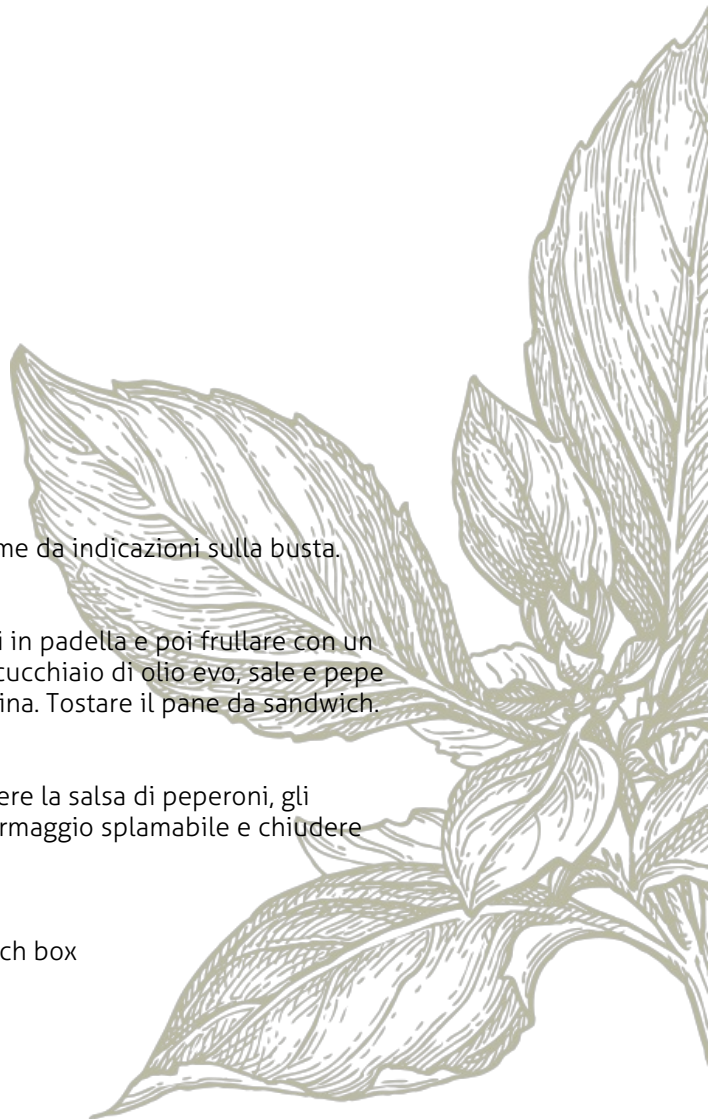 me da indicazioni sulla busta.
i in padella e poi frullare con un
cucchiaio di olio evo, sale e pepe
ina. Tostare il pane da sandwich.
ere la salsa di peperoni, gli
rmaggio splamabile e chiudere
ch box